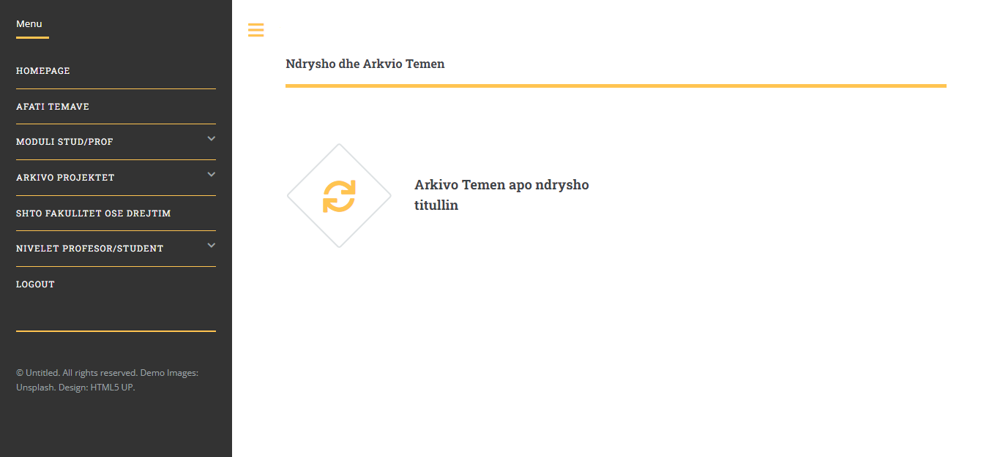 Menu
HOMEPAGE
AFATI TEMAVE
MODULI STUD/PROF
ARKIVO PROJEKTET
SHTO FAKULLTET OSE DREJTIM
NIVELET PROFESOR/STUDENT
LOGOUT
© Untitled. All rights reserved. Demo Images:
Unsplash. Design: HTML5 UP.
Ndrysho dhe Arkvio Temen
Arkivo Temen apo ndrysho
titullin